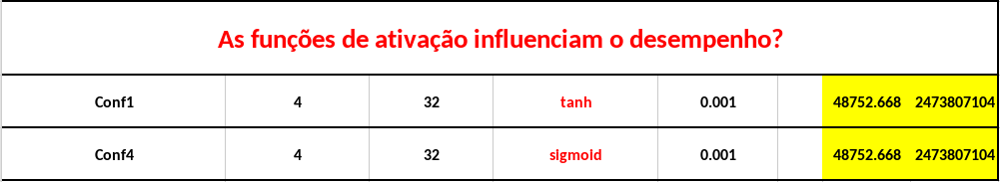 As funções de ativação influenciam o desempenho?
Conf1 4 32 tanh 0.001 48752.668 2473807104
Conf4 4 32 sigmoid 0.001 48752.668 2473807104